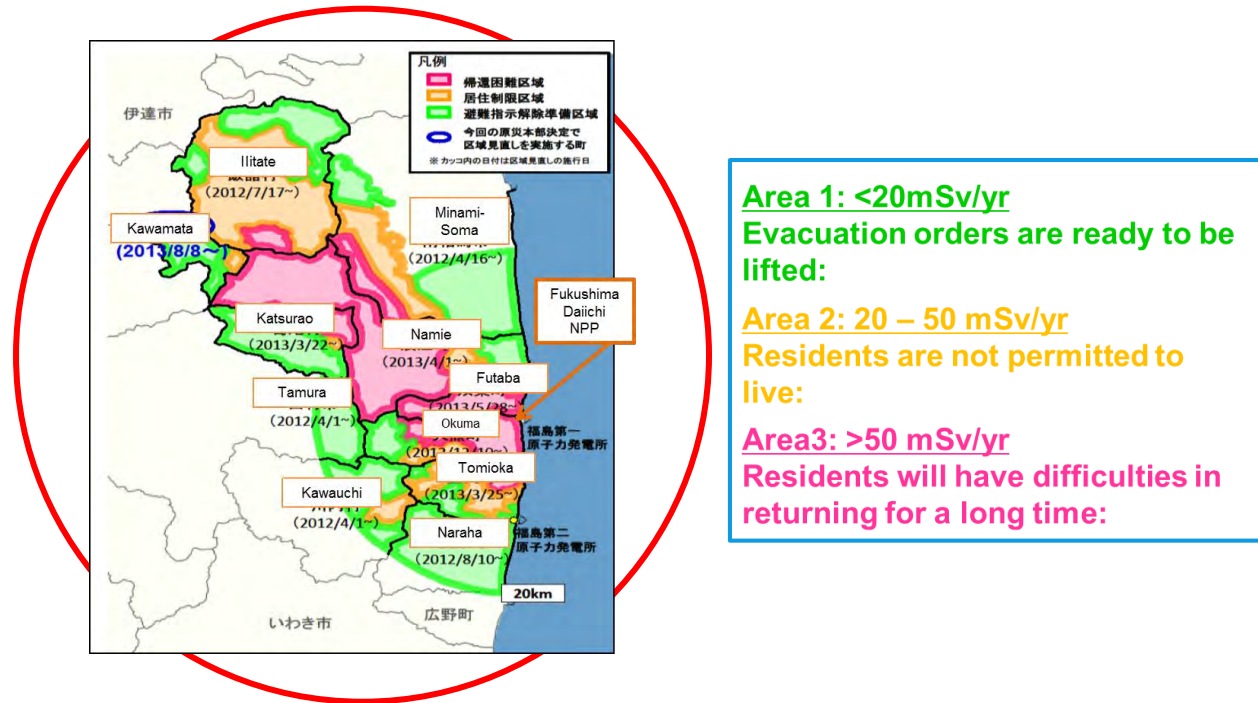 凡例
帰還困難区域
居住制限区域
避難指示解除準備区域
今回の原災本部決定で
区域見直しを実施する町
※ カッコ内の日付は区域見直しの施行日
伊達市
IIitate
(2012/7/17~)
Kawamata
(2013/8/8~)
Minami-
Soma
(2012/4/16~)
Fukushima
Daiichi
NPP
Katsurao
(2013/3/22~)
Namie
(2013/4/1~)
Futaba
(2013/5/28~)
Tamura
(2012/4/1~)
Okuma
福島第一
原子力発電所
Tomioka
(2013/3/25~)
Kawauchi
(2012/4/1~)
Naraha
(2012/8/10~)
福島第二
原子力発電所
20km
広野町
いわき市
Area 1: <20mSv/yr
Evacuation orders are ready to be
lifted:
Area 2: 20 – 50 mSv/yr
Residents are not permitted to
live:
Area3: >50 mSv/yr
Residents will have difficulties in
returning for a long time: